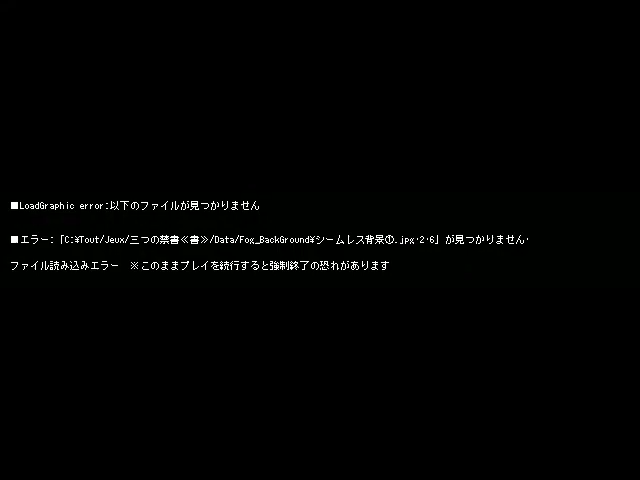 ■LoadGraphic error:以下のファイルが見つかりません
■エラー:「C:¥Tout/Jeux/三つの禁書≪書≫/Data/Fog_BackGround¥シームレス背景①.jpg･2･6」が見つかりません･
ファイル読み込みエラー　※このままプレイを続行すると強制終了の恐れがあります